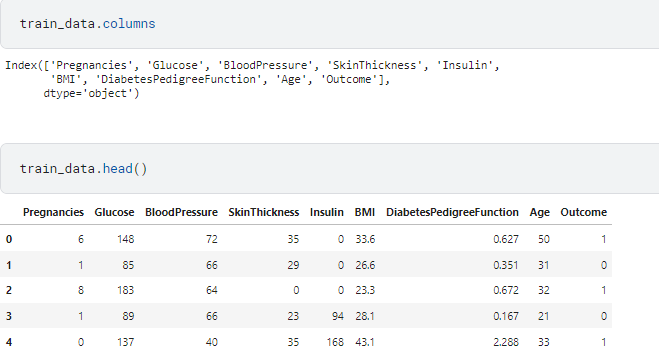 train_data.columns
Index(['Pregnancies', 'Glucose', 'BloodPressure', 'SkinThickness', 'Insulin',
'BMI', 'DiabetesPedigreeFunction', 'Age', 'Outcome'],
dtype='object')
train_data.head()
Pregnancies Glucose BloodPressure SkinThickness Insulin BMI DiabetesPedigreeFunction Age Outcome
0 6 148 72 35 0 33.6 0.627 50 1
1 1 85 66 29 0 26.6 0.351 31 0
2 8 183 64 0 0 23.3 0.672 32 1
3 1 89 66 23 94 28.1 0.167 21 0
4 0 137 40 35 168 43.1 2.288 33 1